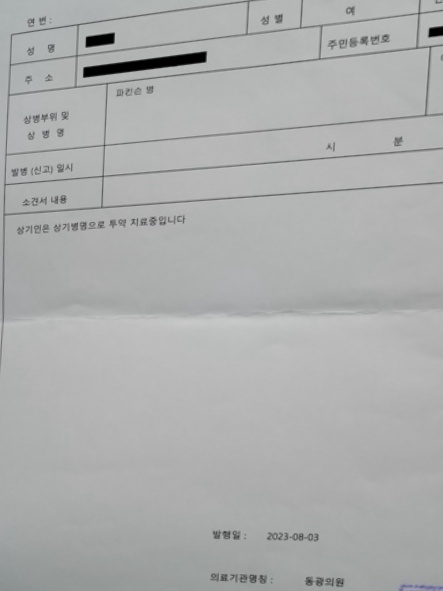 연 번 :
성 명
성 별 여
주 소
주민등록번호
상병부위 및
상 병 명
파킨슨 병
발병 (신고) 일시
시 분
소견서 내용
상기인은 상기병명으로 투약 치료중입니다
발행일 : 2023-08-03
의료기관명칭 : 동광의원